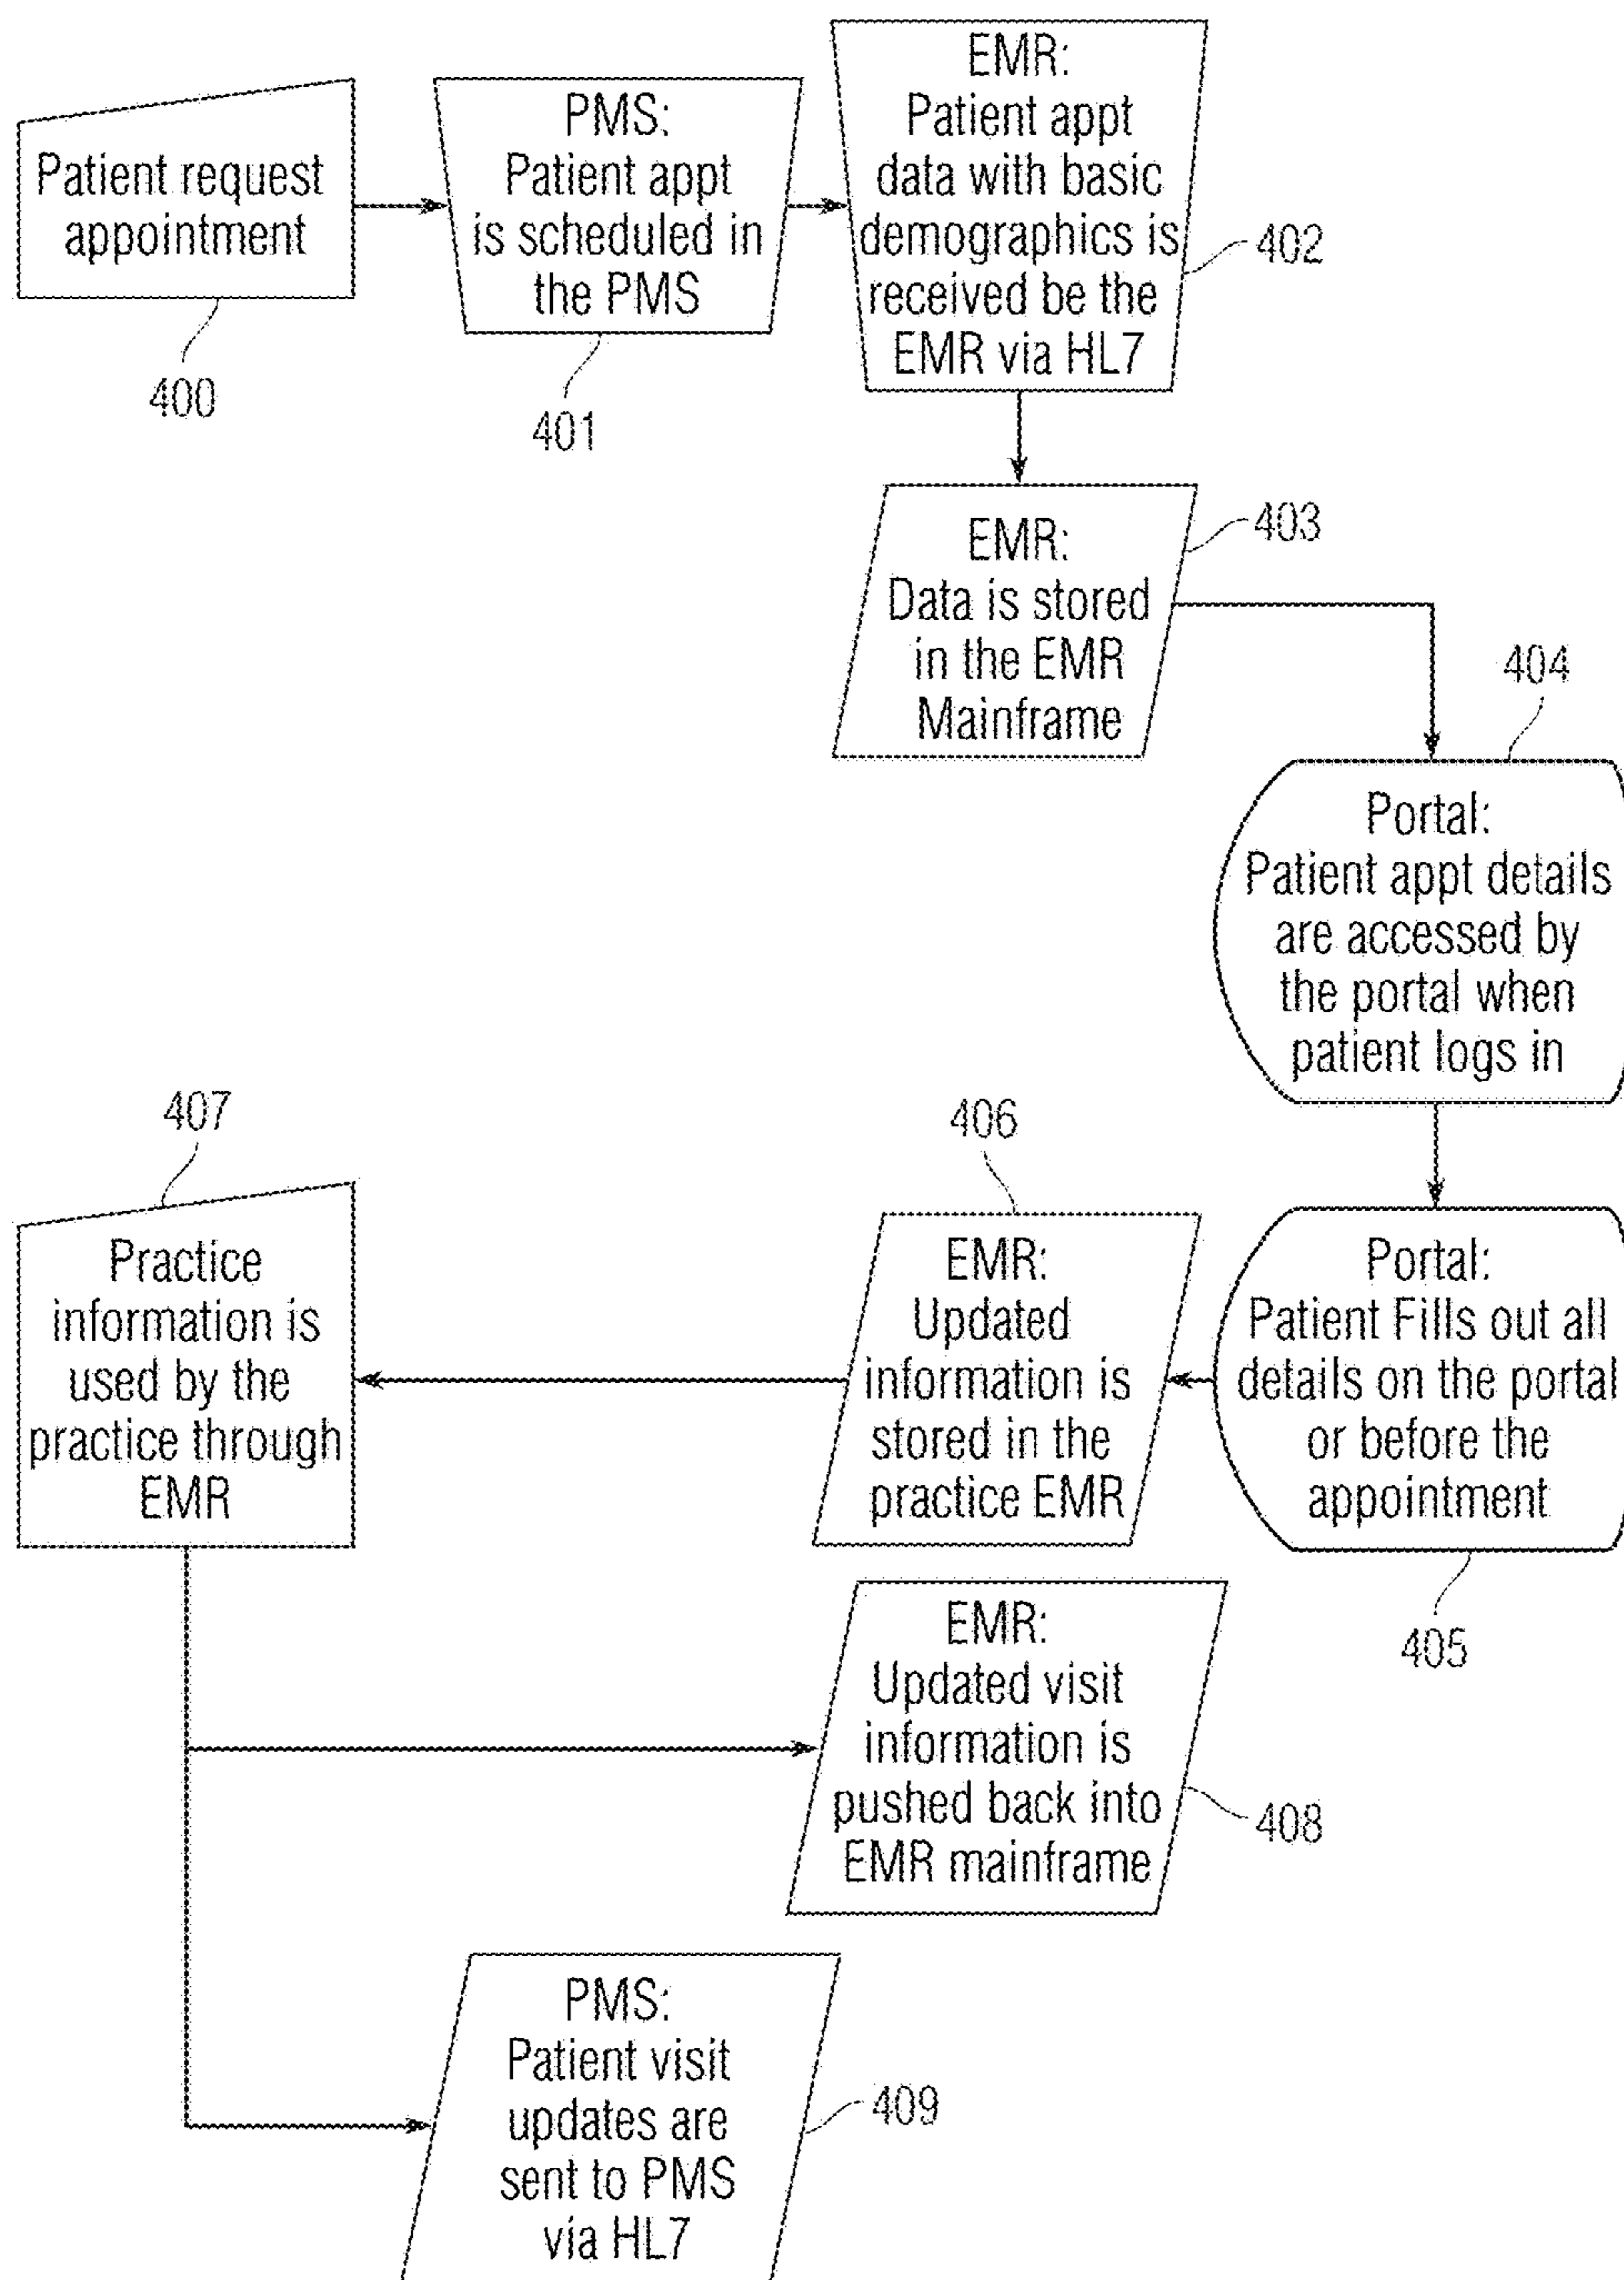 Patient request
appointment
400
PMS:
Patient appt
is scheduled in
the PMS
401
EMR:
Patient appt
data with basic
demographics is
received be the
EMR via HL7
402
EMR:
Data is stored
in the EMR
Mainframe
403
404
Portal:
Patient appt details
are accessed by
the portal when
patient logs in
Portal:
Patient Fills out all
details on the portal
or before the
appointment
405
406
EMR:
Updated
information is
stored in the
practice EMR
407
Practice
information is
used by the
practice through
EMR
EMR:
Updated visit
information is
pushed back into
EMR mainframe
408
PMS:
Patient visit
updates are
sent to PMS
via HL7
409